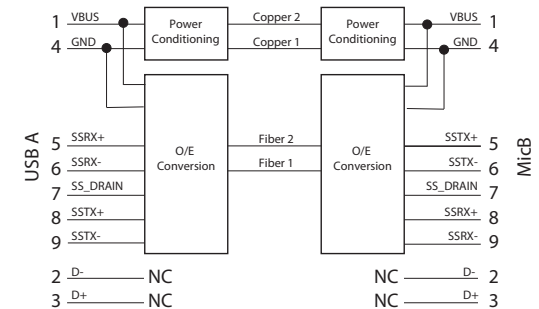 1 VBUS Power Conditioning Copper 2 Power Conditioning VBUS 1
4 GND Copper 1 GND 4
USB A
5 SSRX+ O/E Conversion Fiber 2 O/E Conversion SSTX+ 5
6 SSRX- Fiber 1 SSTX- 6
7 SS_DRAIN SS_DRAIN 7
8 SSTX+ SSRX+ 8
9 SSTX- SSRX- 9
MicB
2 D- NC NC D- 2
3 D+ NC NC D+ 3